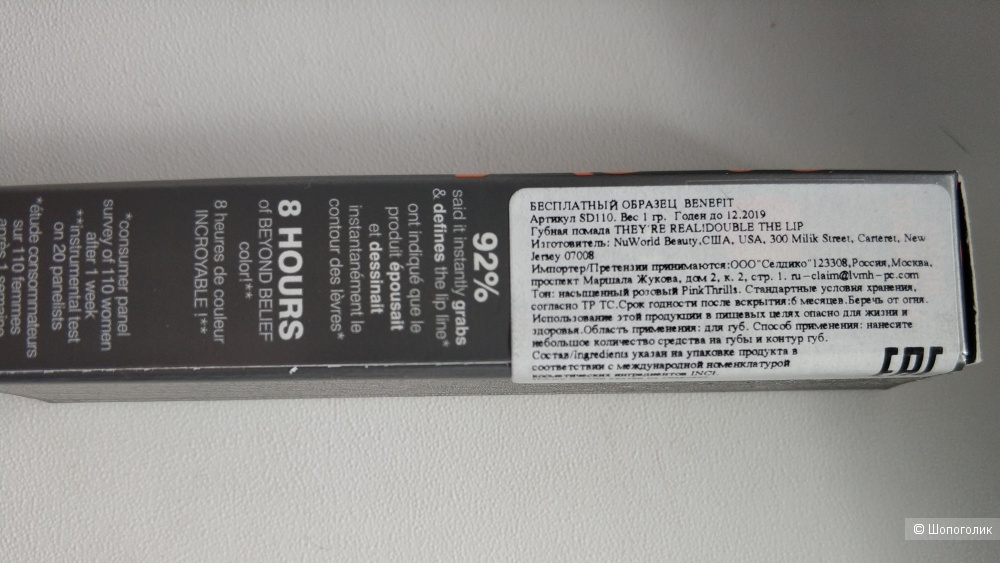 92%
said it instantly grabs
& defines the lip line*
ont indiqué que le
produit épousait
et dessinait
instantanément le
contour des lèvres*
8 HOURS
of BEYOND BELIEF
color!**
8 heures de couleur
INCROYABLE !**
*consumer panel
survey of 110 women
after 1 week
**instrumental test
on 20 panelists
*étude consommateurs
sur 110 femmes
après 1 semaine
БЕСПЛАТНЫЙ ОБРАЗЕЦ BENEFIT
Артикул SD110. Вес 1 гр. Годен до 12.2019
Губная помада THEY'RE REAL!DOUBLE THE LIP
Изготовитель: NuWorld Beauty,США, USA, 300 Milik Street, Carteret, New
Jersey 07008
Импортер/Претензии принимаются:ООО"Селдико"123308,Россия,Москва,
проспект Маршала Жукова, дом 2, к. 2, стр. 1. ru-claim@lvmh-pc.com
Тон: насыщенный розовый PinkThrills. Стандартные условия хранения,
согласно ТР ТС.Срок годности после вскрытия:6 месяцев.Беречь от огня.
Использование этой продукции в пищевых целях опасно для жизни и
здоровья.Область применения: для губ. Способ применения: нанесите
небольшое количество средства на губы и контур губ.
Состав/ingredients указан на упаковке продукта в
соответствии с международной номенклатурой
косметических ингредиентов INCI.
EAC
© Шопоголик